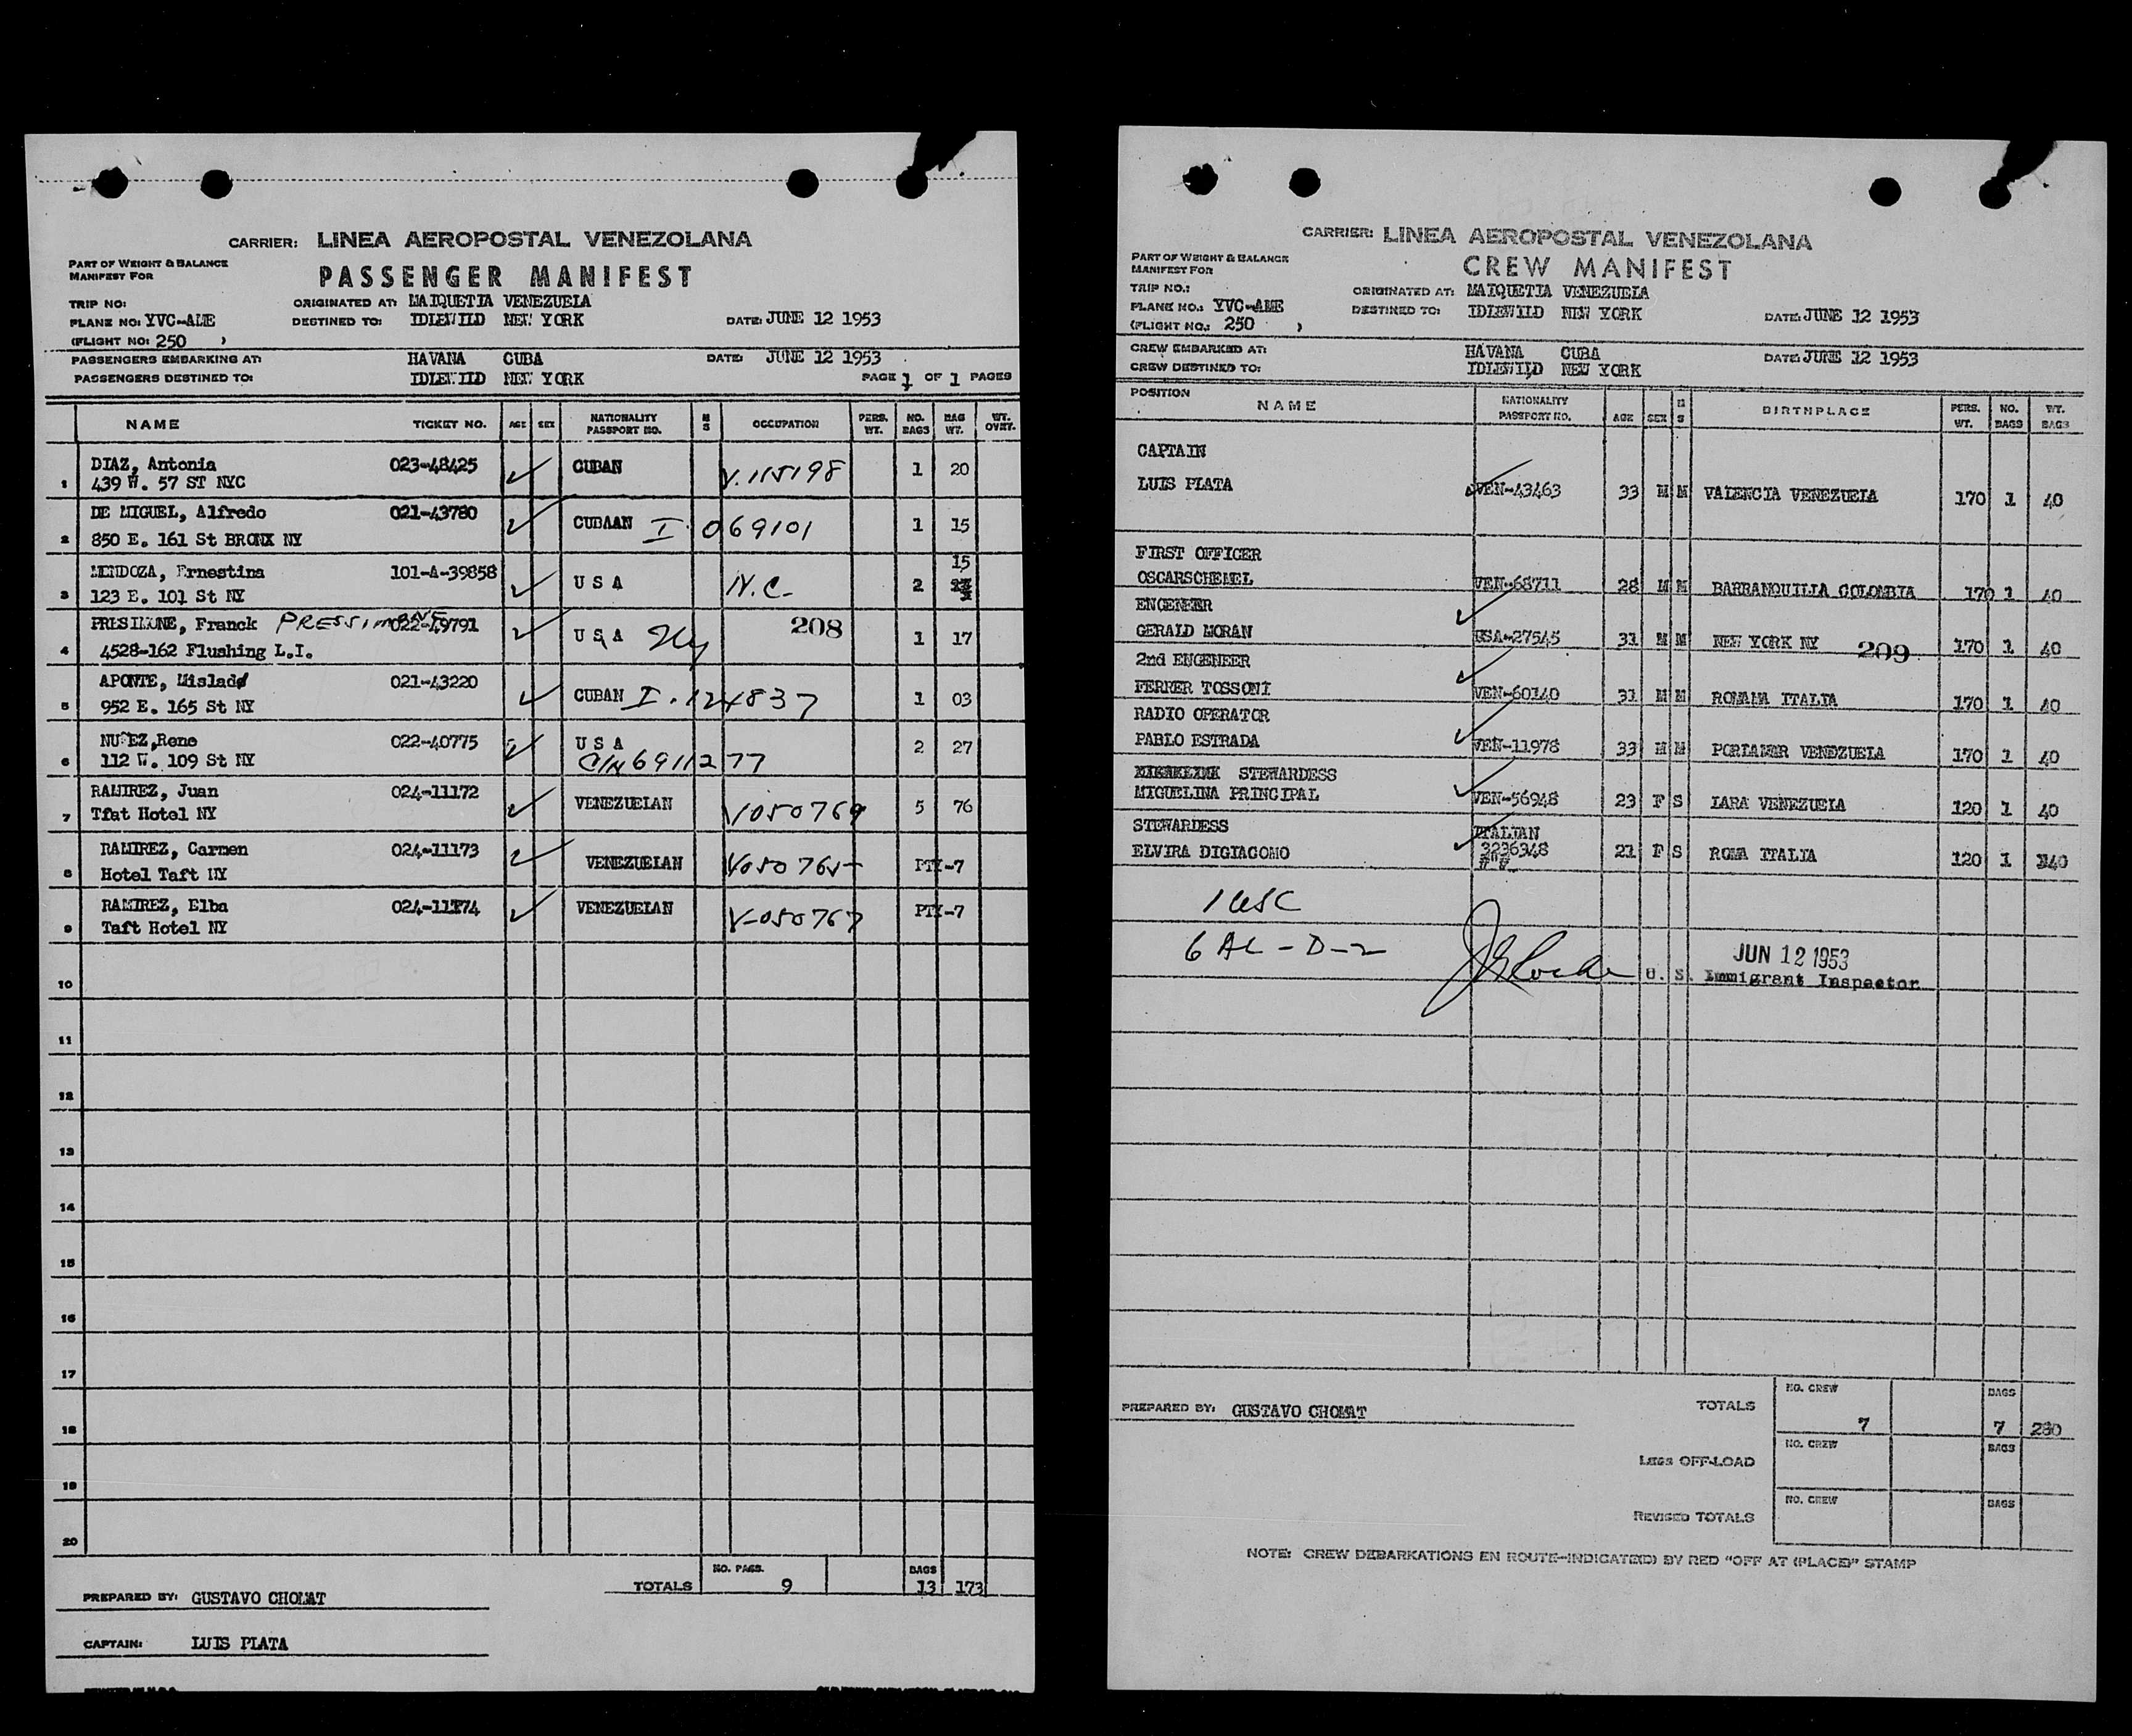 CARRIER: LINEA AEROPOSTAL VENEZOLANA
PART OF WEIGHT & BALANCE
MANIFEST FOR
PASSENGER MANIFEST
TRIP NO:
ORIGINATED AT: MAIQUETIA VENEZUELA
PLANE NO: YVC-AME
DESTINED TO: IDLEWILD NEW YORK
DATE: JUNE 12 1953
(FLIGHT NO: 250 )
PASSENGERS EMBARKING AT: HAVANA CUBA DATE: JUNE 12 1953
PASSENGERS DESTINED TO: IDLEWILD NEW YORK PAGE 1 OF 1 PAGES
NAME TICKET NO. AGE SEX NATIONALITY PASSPORT NO. M S OCCUPATION PERS. WT. NO. BAGS BAG WT. WT. OVRT.
DIAZ, Antonia 023-48425 CUBAN V.115198 1 20
1 439 W. 57 ST NYC
DE MIGUEL, Alfredo 021-43780 CUBAAN I 069101 1 15
2 850 E. 161 St BRONX NY
15
MENDOZA, Ernestina 101-A-39858 U S A N.C. 2
3 123 E. 101 St NY
PRESIMONE, Franck PRESSIMONE 022-49791 U S A 208 1 17
4 4528-162 Flushing L.I.
APONTE, Mislad 021-43220 CUBAN I.124837 1 03
5 952 E. 165 St NY
NUÑEZ,Rene 022-40775 U S A 2 27
6 112 W. 109 St NY C/N 6911277
RAMIREZ, Juan 024-11172 VENEZUELAN V050769 5 76
7 Tfat Hotel NY
RAMIREZ, Carmen 024-11173 VENEZUELAN V050765 PTY-7
8 Hotel Taft NY
RAMIREZ, Elba 024-11174 VENEZUELAN V-050767 PTY-7
9 Taft Hotel NY
10
11
12
13
14
15
16
17
18
19
20
NO. PASS. BAGS
TOTALS 9 13 173
PREPARED BY: GUSTAVO CHOMAT
CAPTAIN: LUIS PLATA
CARRIER: LINEA AEROPOSTAL VENEZOLANA
PART OF WEIGHT & BALANCE
MANIFEST FOR
CREW MANIFEST
TRIP NO.:
ORIGINATED AT: MAIQUETIA VENEZUELA
PLANE NO.: YVC-AME
DESTINED TO: IDLEWILD NEW YORK
DATE: JUNE 12 1953
(FLIGHT NO.: 250 )
CREW EMBARKED AT: HAVANA CUBA DATE: JUNE 12 1953
CREW DESTINED TO: IDLEWILD NEW YORK
POSITION NAME NATIONALITY PASSPORT NO. AGE SEX M S BIRTHPLACE PERS. WT. NO. BAGS WT. BAGS
CAPTAIN
LUIS PLATA VEN-43463 33 M M VALENCIA VENEZUELA 170 1 40
FIRST OFFICER
OSCARSCHEMEL VEN-68711 28 M M BARRANQUILLA COLOMBIA 170 1 40
ENGENEER
GERALD MORAN USA-27545 31 M M NEW YORK NY 209 170 1 40
2nd ENGENEER
FERRER TOSSONI VEN-60140 31 M M ROMANA ITALIA 170 1 40
RADIO OPERATOR
PABLO ESTRADA VEN-11978 33 M M PORLAMAR VENEDZUELA 170 1 40
STEWARDESS
MIGUELINA PRINCIPAL VEN-56948 23 F S LARA VENEZUELA 120 1 40
STEWARDESS ITALIAN
ELVIRA DIGIACOMO 3236348 21 F S ROMA ITALIA 120 1 40
1 USC
6 AL - D-2
U. S. Immigrant Inspector
JUN 12 1953
PREPARED BY: GUSTAVO CHOMAT
NO. CREW BAGS
TOTALS 7 7 280
NO. CREW BAGS
LESS OFF-LOAD
NO. CREW BAGS
REVISED TOTALS
NOTE: CREW DEBARKATIONS EN ROUTE-INDICATED) BY RED "OFF AT (PLACE)" STAMP